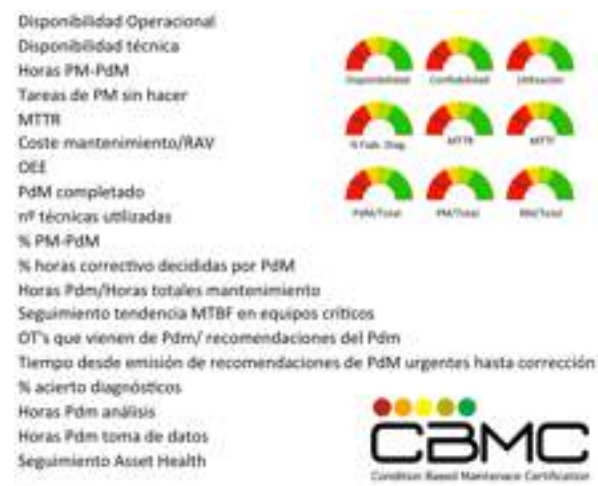 Disponibilidad Operacional
Disponibilidad técnica
Horas PM-PdM
Tareas de PM sin hacer
MTTR
Coste mantenimiento/RAV
OEE
PdM completado
nº técnicas utilizadas
% PM-PdM
% horas correctivo decididas por PdM
Horas Pdm/Horas totales mantenimiento
Seguimiento tendencia MTBF en equipos críticos
OT's que vienen de Pdm/ recomendaciones del Pdm
Tiempo desde emisión de recomendaciones de PdM urgentes hasta corrección
% acierto diagnósticos
Horas Pdm análisis
Horas Pdm toma de datos
Seguimiento Asset Health
Disponibilidad Confiabilidad Utilización
MTTR
PdM/Total PM/Total
CBMC
Condition Based Maintenace Certification